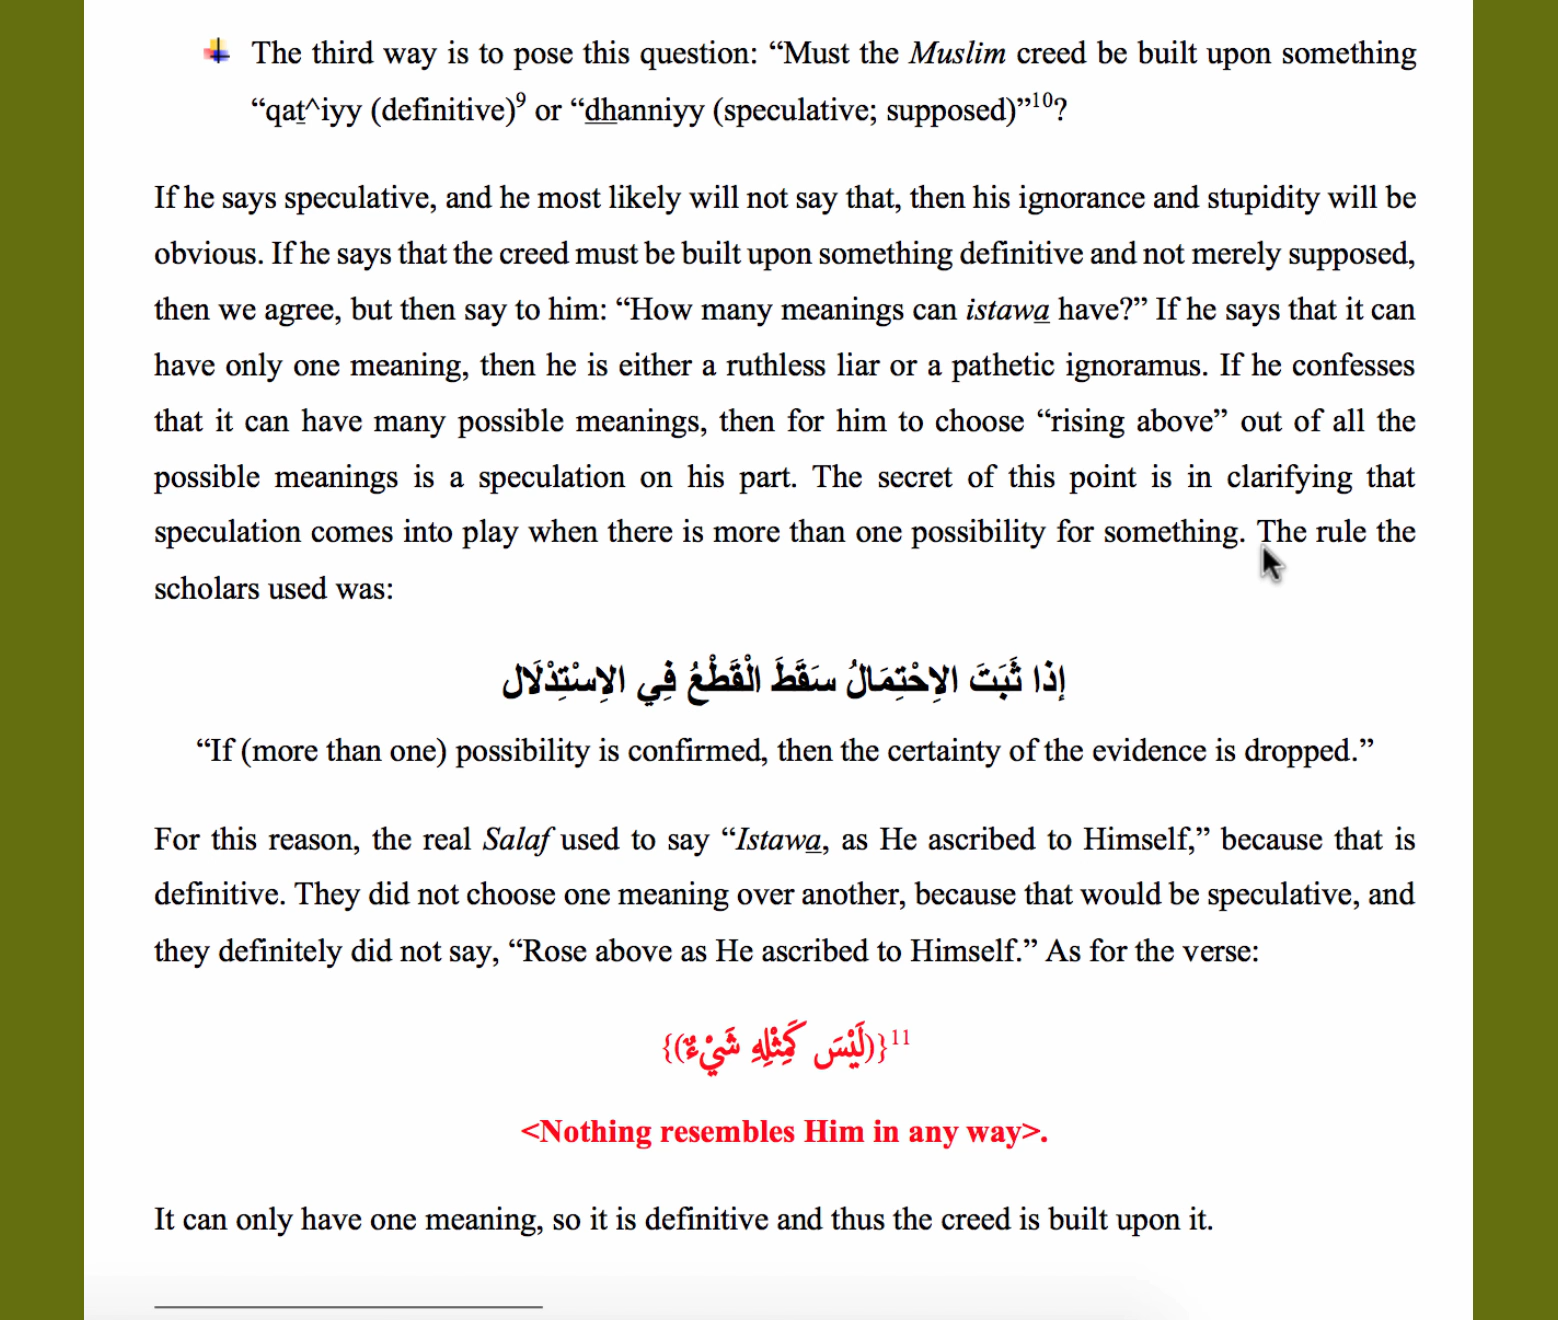 The third way is to pose this question: “Must the Muslim creed be built upon something
“qat^iyy (definitive)9 or “dhanniyy (speculative; supposed)”10?
If he says speculative, and he most likely will not say that, then his ignorance and stupidity will be
obvious. If he says that the creed must be built upon something definitive and not merely supposed,
then we agree, but then say to him: “How many meanings can istawa have?” If he says that it can
have only one meaning, then he is either a ruthless liar or a pathetic ignoramus. If he confesses
that it can have many possible meanings, then for him to choose “rising above” out of all the
possible meanings is a speculation on his part. The secret of this point is in clarifying that
speculation comes into play when there is more than one possibility for something. The rule the
scholars used was:
إِذا ثَبَتَ الاِحْتِمَالُ سَقَطَ الْقَطْعُ فِي الاِسْتِدْلَال
“If (more than one) possibility is confirmed, then the certainty of the evidence is dropped.”
For this reason, the real Salaf used to say “Istawa, as He ascribed to Himself,” because that is
definitive. They did not choose one meaning over another, because that would be speculative, and
they definitely did not say, “Rose above as He ascribed to Himself.” As for the verse:
{(لَيْسَ كَمِثْلِهِ شَيْءٌ)}11
<Nothing resembles Him in any way>.
It can only have one meaning, so it is definitive and thus the creed is built upon it.